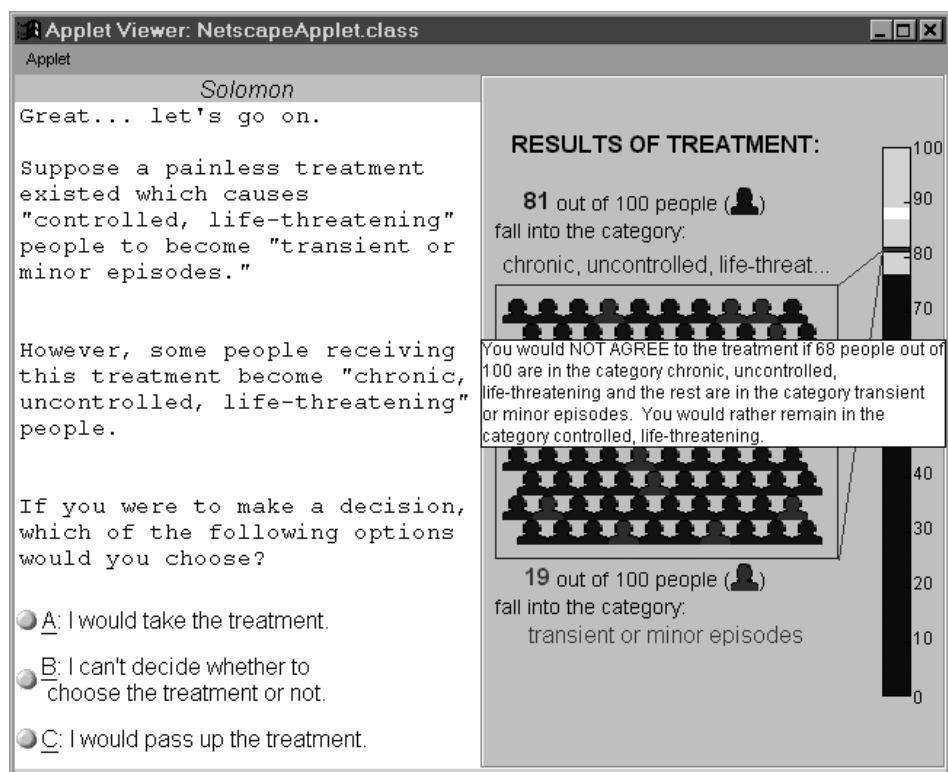 Applet Viewer: NetscapeApplet.class
Applet
Solomon
Great... let's go on.
Suppose a painless treatment
existed which causes
"controlled, life-threatening"
people to become "transient or
minor episodes."
However, some people receiving
this treatment become "chronic,
uncontrolled, life-threatening"
people.
If you were to make a decision,
which of the following options
would you choose?
A: I would take the treatment.
B: I can't decide whether to
choose the treatment or not.
C: I would pass up the treatment.
RESULTS OF TREATMENT:
81 out of 100 people ( )
fall into the category:
chronic, uncontrolled, life-threat...
You would NOT AGREE to the treatment if 68 people out of
100 are in the category chronic, uncontrolled,
life-threatening and the rest are in the category transient
or minor episodes. You would rather remain in the
category controlled, life-threatening.
19 out of 100 people ( )
fall into the category:
transient or minor episodes
100
90
80
70
40
30
20
10
0